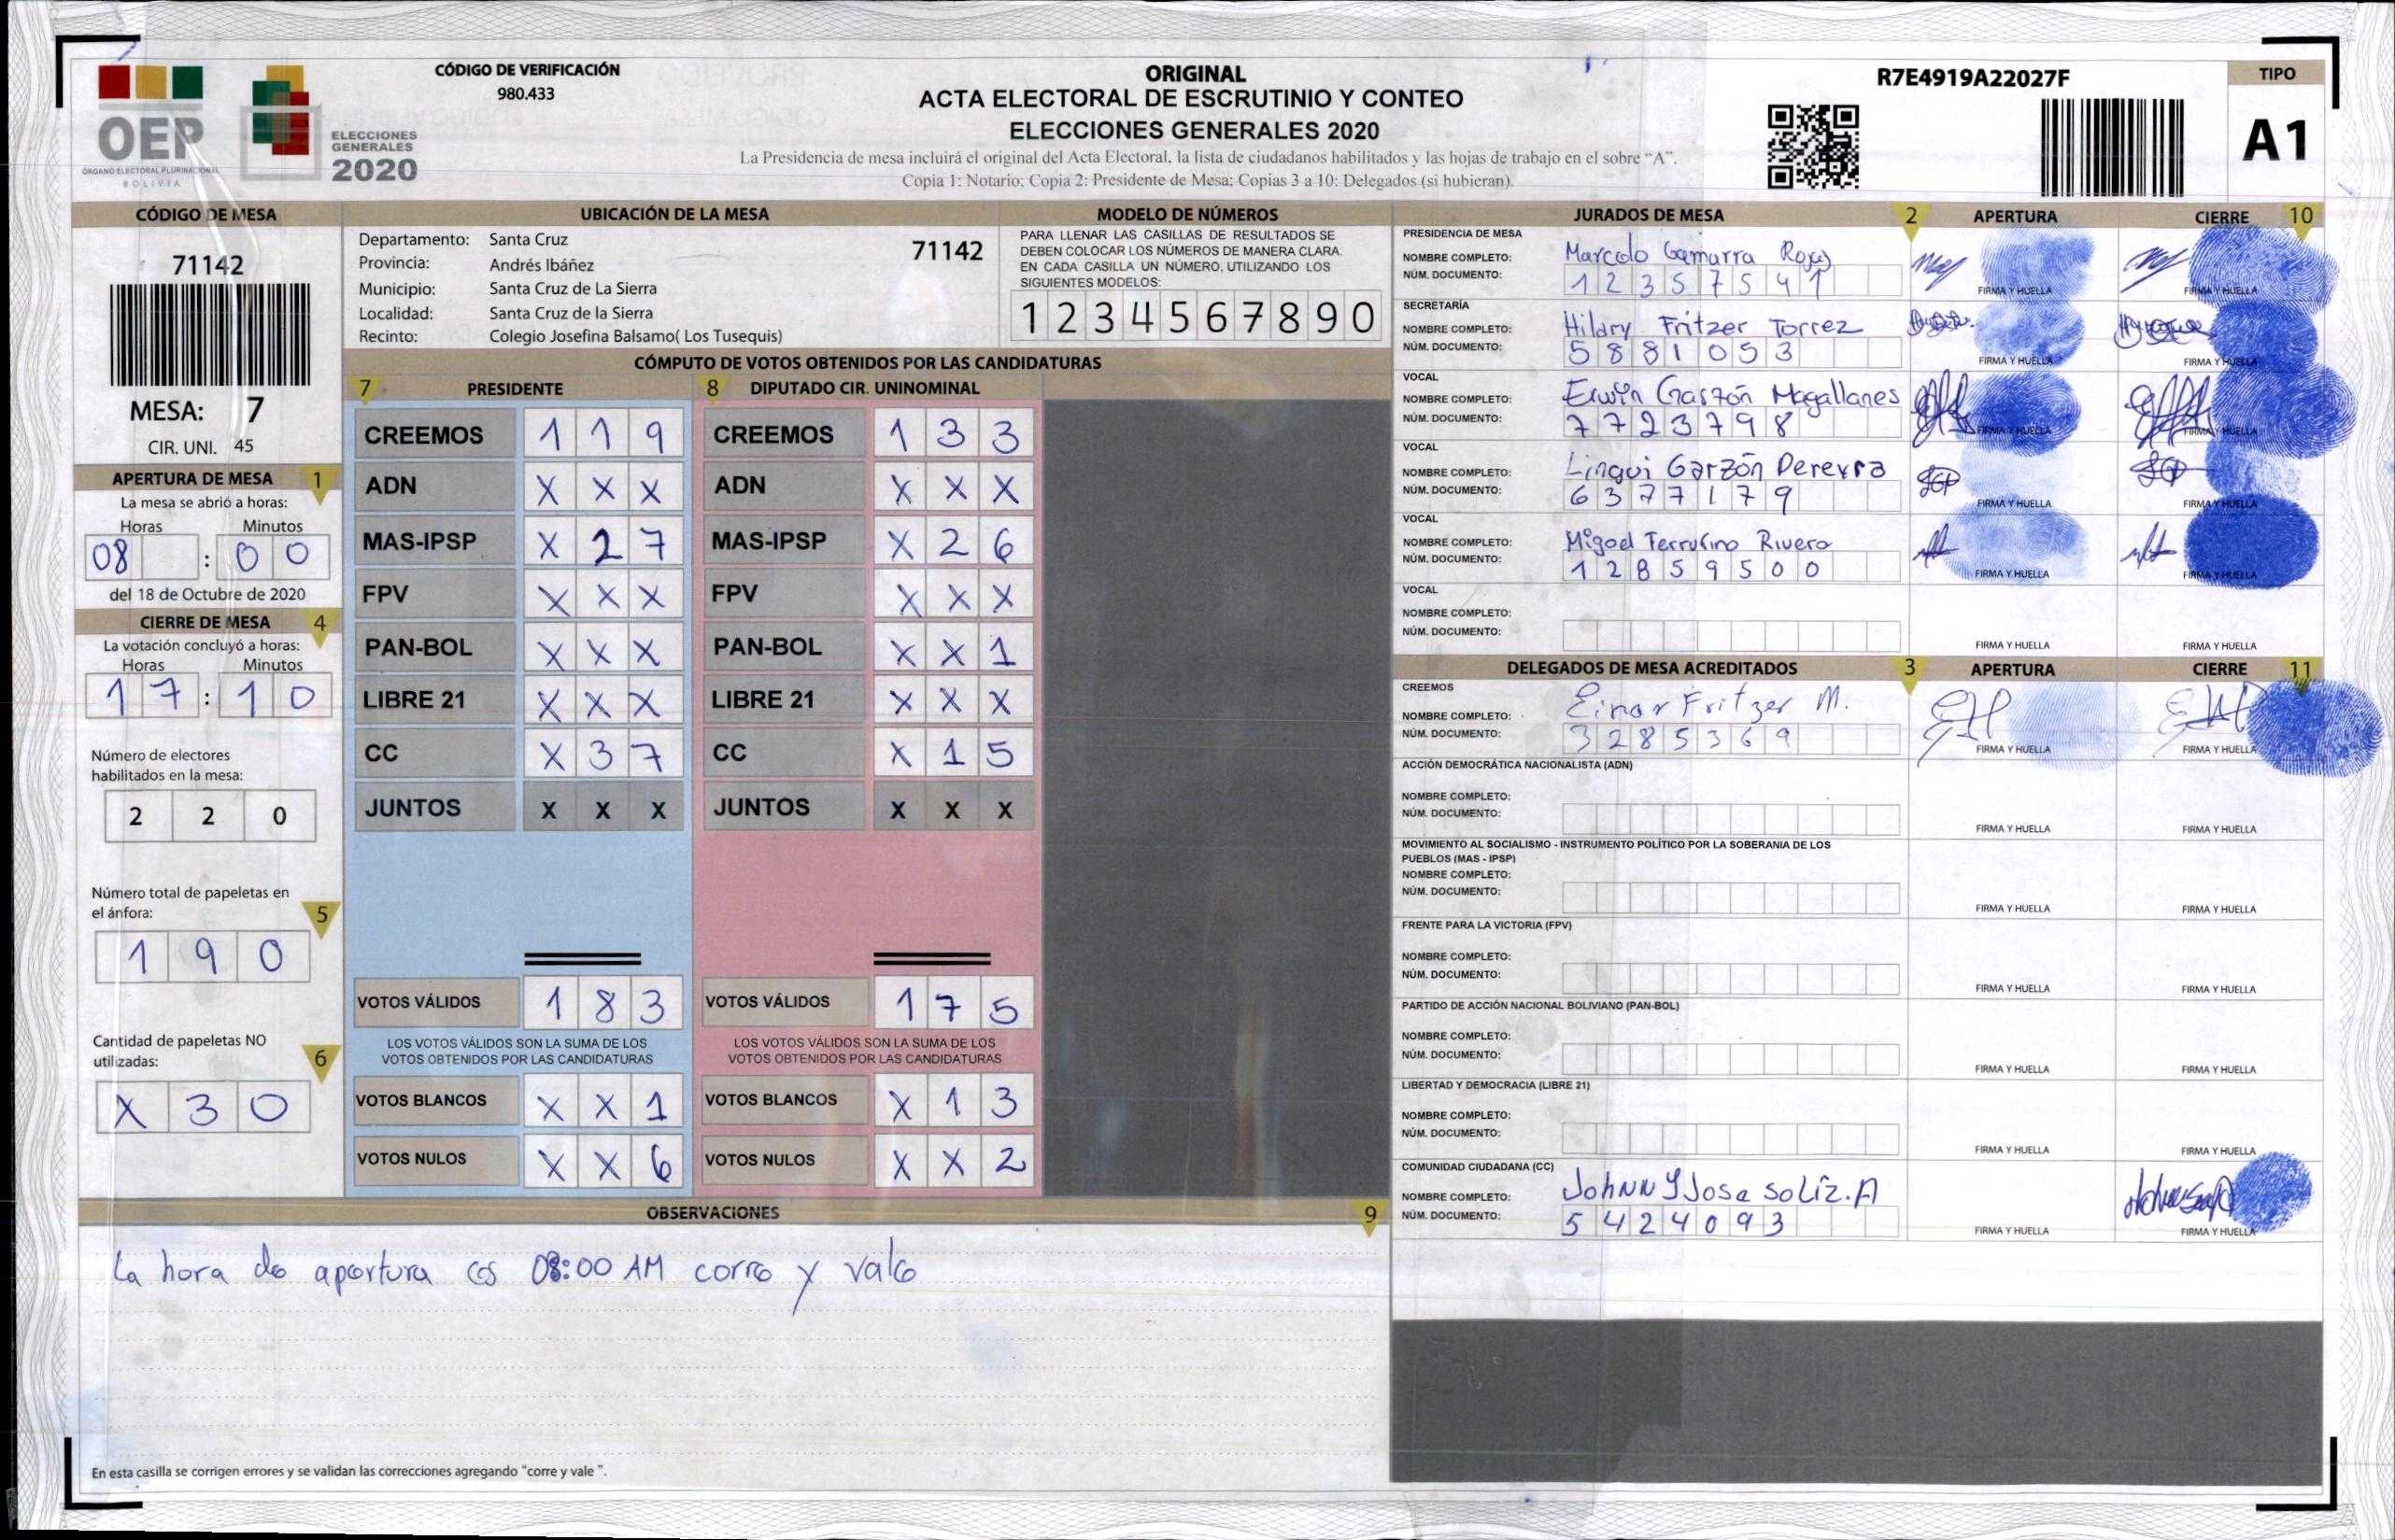 CÓDIGO DE VERIFICACIÓN
980.433
OEP
ÓRGANO ELECTORAL PLURINACIONAL
BOLIVIA
ELECCIONES
GENERALES
2020
ORIGINAL
ACTA ELECTORAL DE ESCRUTINIO Y CONTEO
ELECCIONES GENERALES 2020
La Presidencia de mesa incluirá el original del Acta Electoral, la lista de ciudadanos habilitados y las hojas de trabajo en el sobre "A".
Copia 1: Notario; Copia 2: Presidente de Mesa; Copias 3 a 10: Delegados (si hubieran).
R7E4919A22027F
TIPO
A1
CÓDIGO DE MESA
71142
MESA: 7
CIR. UNI. 45
APERTURA DE MESA 1
La mesa se abrió a horas:
Horas Minutos
08 : 0 0
del 18 de Octubre de 2020
CIERRE DE MESA 4
La votación concluyó a horas:
Horas Minutos
1 7 : 1 0
Número de electores
habilitados en la mesa:
2 2 0
Número total de papeletas en
el ánfora: 5
1 9 0
Cantidad de papeletas NO
utilizadas: 6
X 3 0
UBICACIÓN DE LA MESA
Departamento: Santa Cruz 71142
Provincia: Andrés Ibáñez
Municipio: Santa Cruz de La Sierra
Localidad: Santa Cruz de la Sierra
Recinto: Colegio Josefina Balsamo( Los Tusequis)
MODELO DE NÚMEROS
PARA LLENAR LAS CASILLAS DE RESULTADOS SE
DEBEN COLOCAR LOS NÚMEROS DE MANERA CLARA.
EN CADA CASILLA UN NÚMERO, UTILIZANDO LOS
SIGUIENTES MODELOS:
1 2 3 4 5 6 7 8 9 0
CÓMPUTO DE VOTOS OBTENIDOS POR LAS CANDIDATURAS
7 PRESIDENTE
CREEMOS 1 1 9
ADN X X X
MAS-IPSP X 2 7
FPV X X X
PAN-BOL X X X
LIBRE 21 X X X
CC X 3 7
JUNTOS X X X
VOTOS VÁLIDOS 1 8 3
LOS VOTOS VÁLIDOS SON LA SUMA DE LOS
VOTOS OBTENIDOS POR LAS CANDIDATURAS
VOTOS BLANCOS X X 1
VOTOS NULOS X X 6
8 DIPUTADO CIR. UNINOMINAL
CREEMOS 1 3 3
ADN X X X
MAS-IPSP X 2 6
FPV X X X
PAN-BOL X X 1
LIBRE 21 X X X
CC X 1 5
JUNTOS X X X
VOTOS VÁLIDOS 1 7 5
LOS VOTOS VÁLIDOS SON LA SUMA DE LOS
VOTOS OBTENIDOS POR LAS CANDIDATURAS
VOTOS BLANCOS X 1 3
VOTOS NULOS X X 2
OBSERVACIONES 9
La hora de apertura es 08:00 AM corre y vale
En esta casilla se corrigen errores y se validan las correcciones agregando "corre y vale ".
JURADOS DE MESA 2 APERTURA CIERRE 10
PRESIDENCIA DE MESA
NOMBRE COMPLETO: Marcelo Gamarra Rojas
NÚM. DOCUMENTO: 1 2 3 5 7 5 4 1
FIRMA Y HUELLA FIRMA Y HUELLA
SECRETARÍA
NOMBRE COMPLETO: Hilary Fritzer Torrez
NÚM. DOCUMENTO: 5 8 8 1 0 5 3
FIRMA Y HUELLA FIRMA Y HUELLA
VOCAL
NOMBRE COMPLETO: Erwin Garzón Magallanes
NÚM. DOCUMENTO: 7 7 2 3 7 9 8
FIRMA Y HUELLA FIRMA Y HUELLA
VOCAL
NOMBRE COMPLETO: Lingui Garzón Pereyra
NÚM. DOCUMENTO: 6 3 7 7 1 7 9
FIRMA Y HUELLA FIRMA Y HUELLA
VOCAL
NOMBRE COMPLETO: Migael Terrufino Rivero
NÚM. DOCUMENTO: 1 2 8 5 9 5 0 0
FIRMA Y HUELLA FIRMA Y HUELLA
VOCAL
NOMBRE COMPLETO:
NÚM. DOCUMENTO:
FIRMA Y HUELLA FIRMA Y HUELLA
DELEGADOS DE MESA ACREDITADOS 3 APERTURA CIERRE 11
CREEMOS
NOMBRE COMPLETO: Einar Fritzer M.
NÚM. DOCUMENTO: 3 2 8 5 3 6 9
FIRMA Y HUELLA FIRMA Y HUELLA
ACCIÓN DEMOCRÁTICA NACIONALISTA (ADN)
NOMBRE COMPLETO:
NÚM. DOCUMENTO:
FIRMA Y HUELLA FIRMA Y HUELLA
MOVIMIENTO AL SOCIALISMO - INSTRUMENTO POLÍTICO POR LA SOBERANIA DE LOS
PUEBLOS (MAS - IPSP)
NOMBRE COMPLETO:
NÚM. DOCUMENTO:
FIRMA Y HUELLA FIRMA Y HUELLA
FRENTE PARA LA VICTORIA (FPV)
NOMBRE COMPLETO:
NÚM. DOCUMENTO:
FIRMA Y HUELLA FIRMA Y HUELLA
PARTIDO DE ACCIÓN NACIONAL BOLIVIANO (PAN-BOL)
NOMBRE COMPLETO:
NÚM. DOCUMENTO:
FIRMA Y HUELLA FIRMA Y HUELLA
LIBERTAD Y DEMOCRACIA (LIBRE 21)
NOMBRE COMPLETO:
NÚM. DOCUMENTO:
FIRMA Y HUELLA FIRMA Y HUELLA
COMUNIDAD CIUDADANA (CC)
NOMBRE COMPLETO: JohNNY Jose Solíz.A
NÚM. DOCUMENTO: 5 4 2 4 0 9 3
FIRMA Y HUELLA FIRMA Y HUELLA